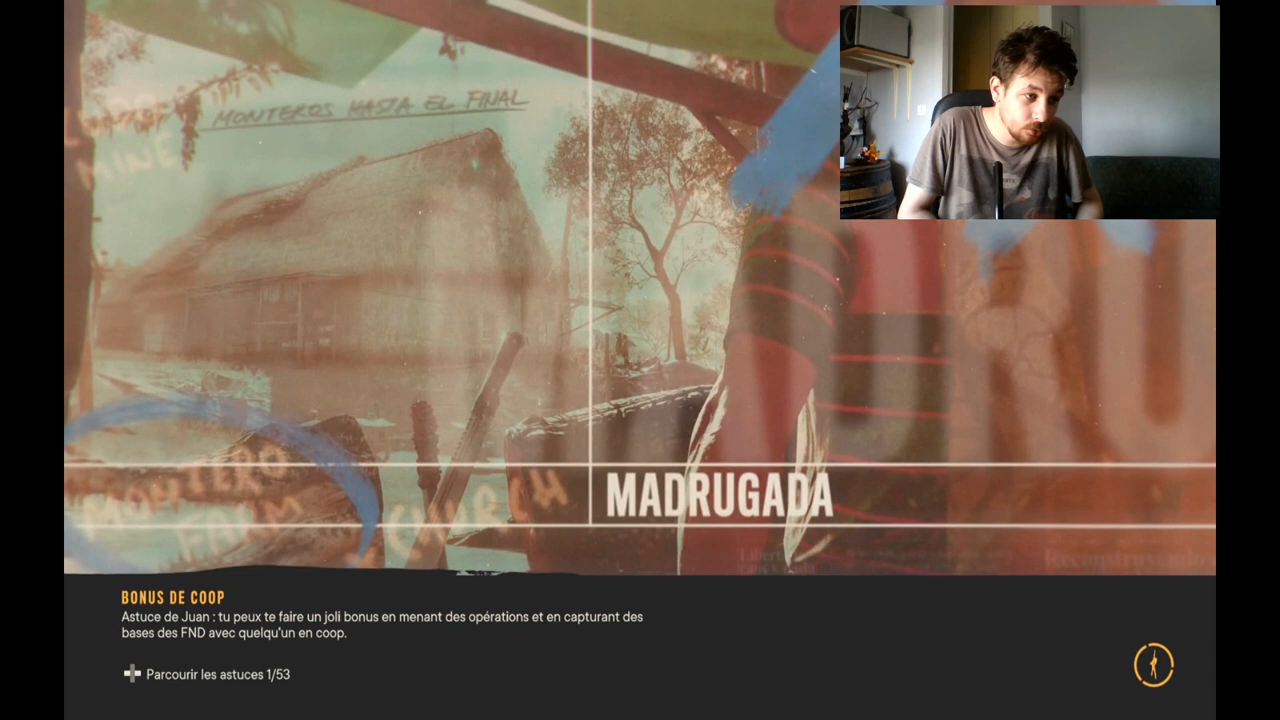 MONTEROS HASTA EL FINAL
MINE
MONTERO
FARM
CHURCH
MADRUGADA
BONUS DE COOP
Astuce de Juan : tu peux te faire un joli bonus en menant des opérations et en capturant des
bases des FND avec quelqu'un en coop.
Parcourir les astuces 1/53